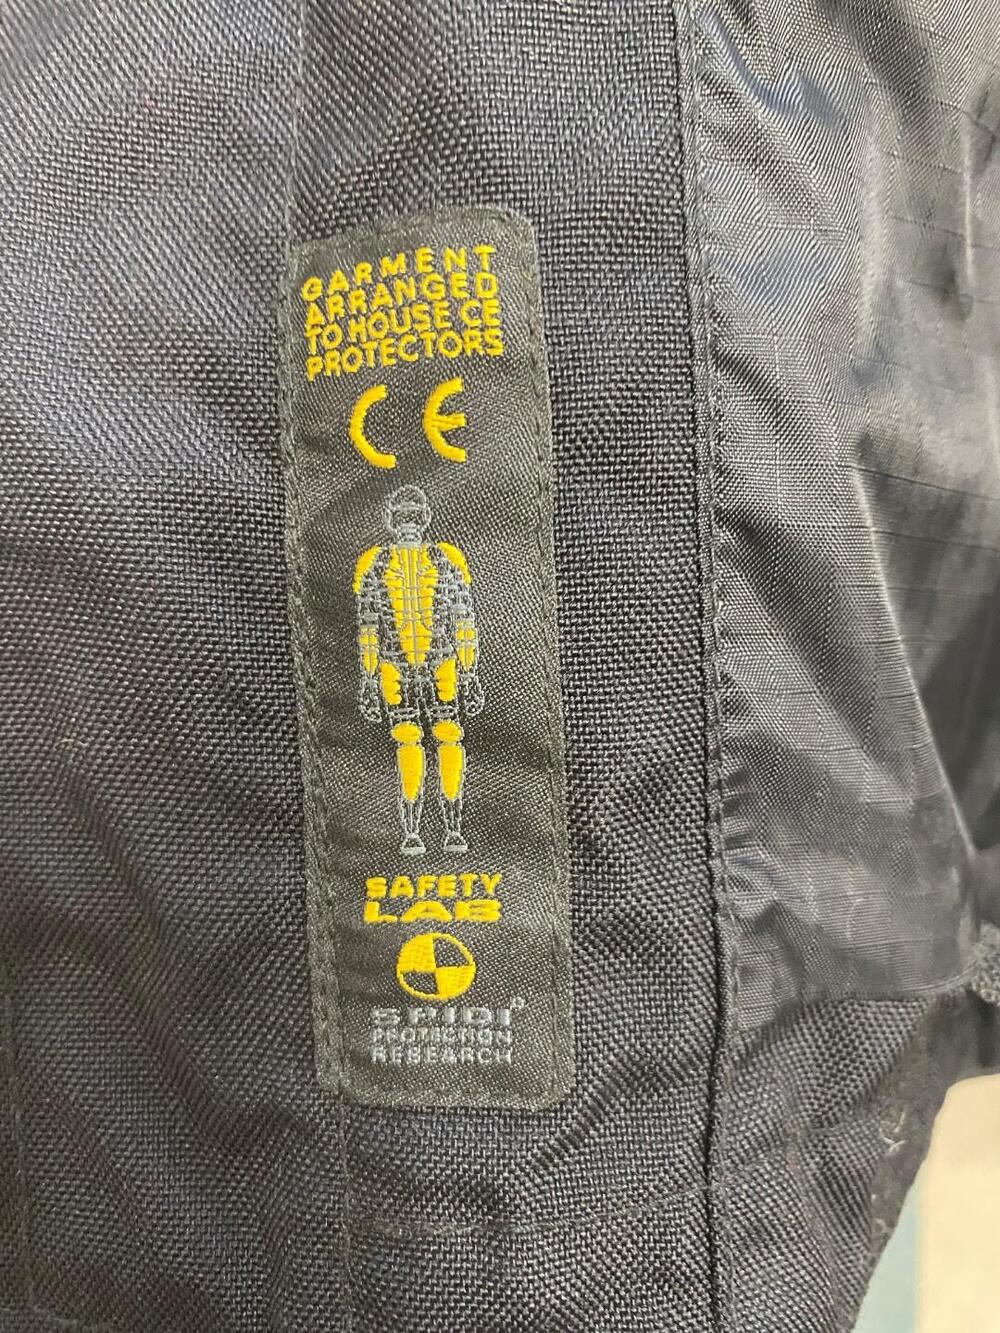 GARMENT
ARRANGED
TO HOUSE CE
PROTECTORS
CE
SAFETY
LAB
SPIDI®
PROTECTION
RESEARCH